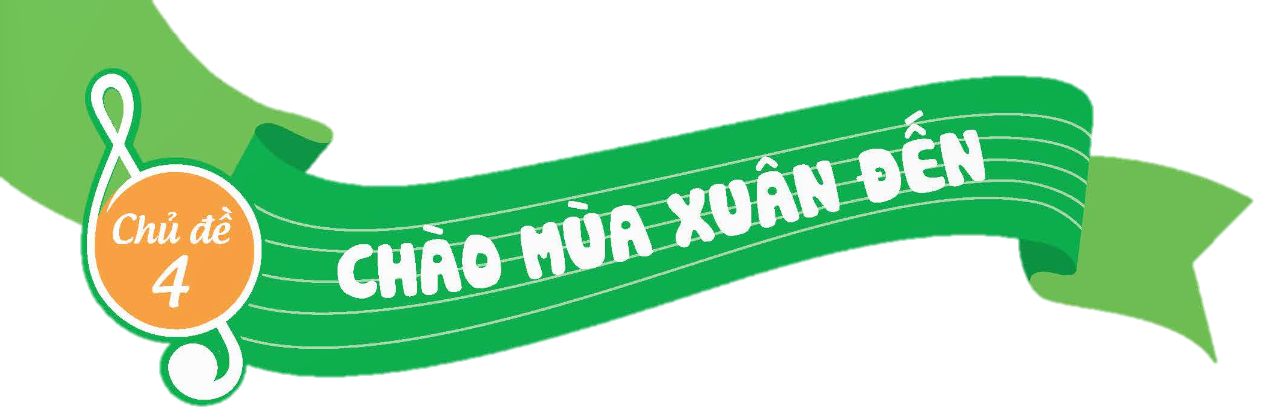 Chủ đề
4
CHÀO MÙA XUÂN ĐẾN